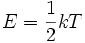 E = \frac{1}{2}kT